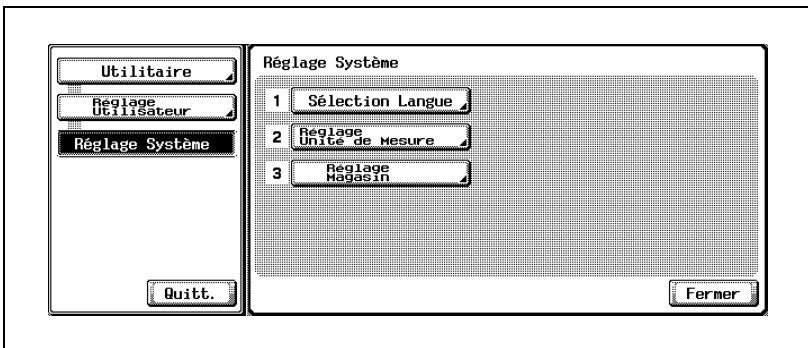 Utilitaire
Réglage
Utilisateur
Réglage Système
Quitt.
Réglage Système
1 Sélection Langue
2 Réglage
Unité de Mesure
3 Réglage
Magasin
Fermer